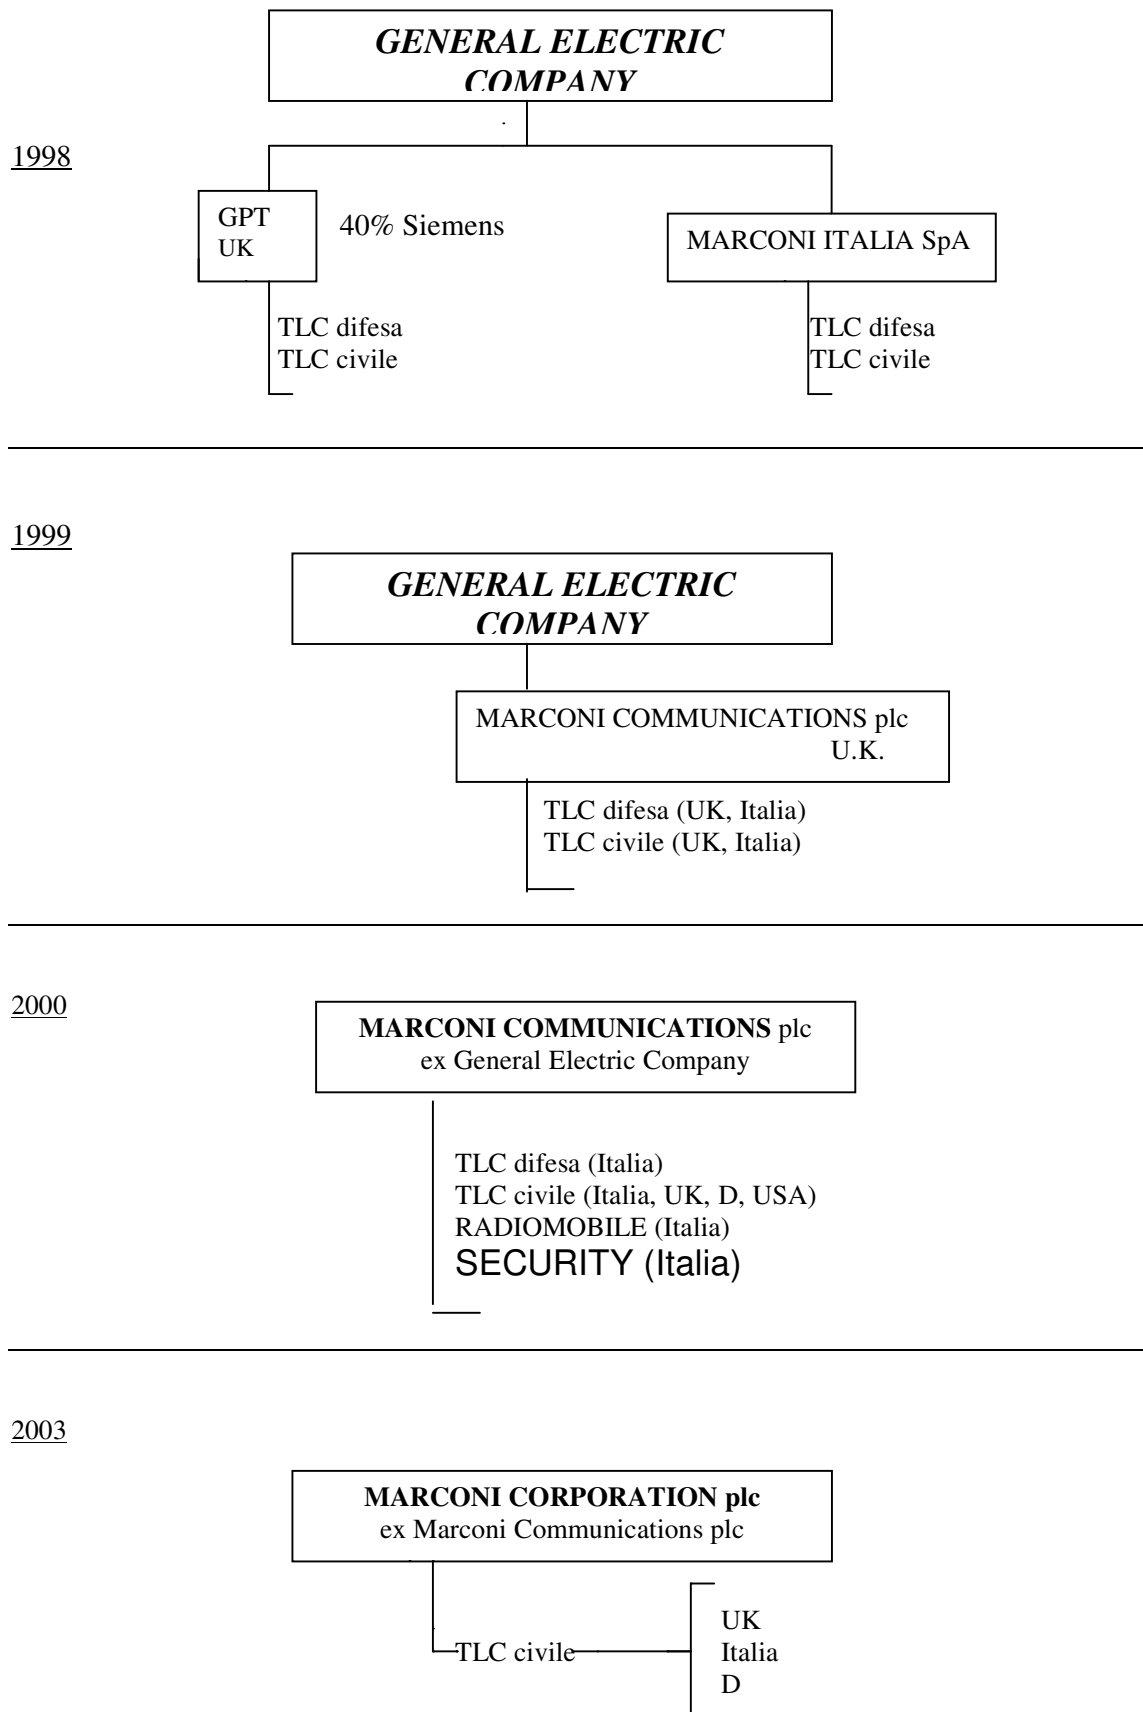 GENERAL ELECTRIC
COMPANY
1998
GPT
UK
40% Siemens
MARCONI ITALIA SpA
TLC difesa
TLC civile
TLC difesa
TLC civile
1999
GENERAL ELECTRIC
COMPANY
MARCONI COMMUNICATIONS plc
U.K.
TLC difesa (UK, Italia)
TLC civile (UK, Italia)
2000
MARCONI COMMUNICATIONS plc
ex General Electric Company
TLC difesa (Italia)
TLC civile (Italia, UK, D, USA)
RADIOMOBILE (Italia)
SECURITY (Italia)
2003
MARCONI CORPORATION plc
ex Marconi Communications plc
TLC civile
UK
Italia
D